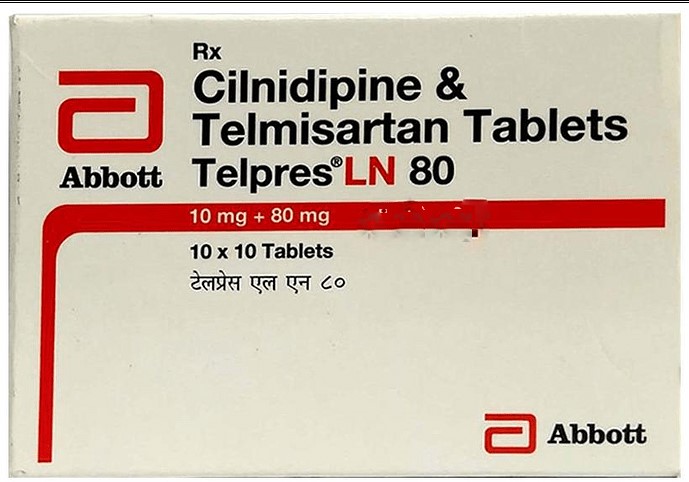 Rx
Cilnidipine &
Telmisartan Tablets
Telpres® LN 80
Abbott
10 mg + 80 mg
10 x 10 Tablets
टेलप्रेस एल एन ८०
Abbott